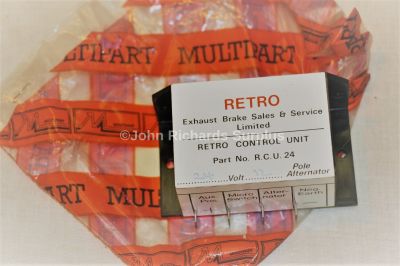 MULTIPART MULTIPART
RETRO
Exhaust Brake Sales & Service
Limited
©John Richards Surplus
RETRO CONTROL UNIT
Part No. R.C.U. 24
Volt Pole
Alternator
Aux. Micro Alter- Neg.
Pos. Switch nator Earth
MULTIPART